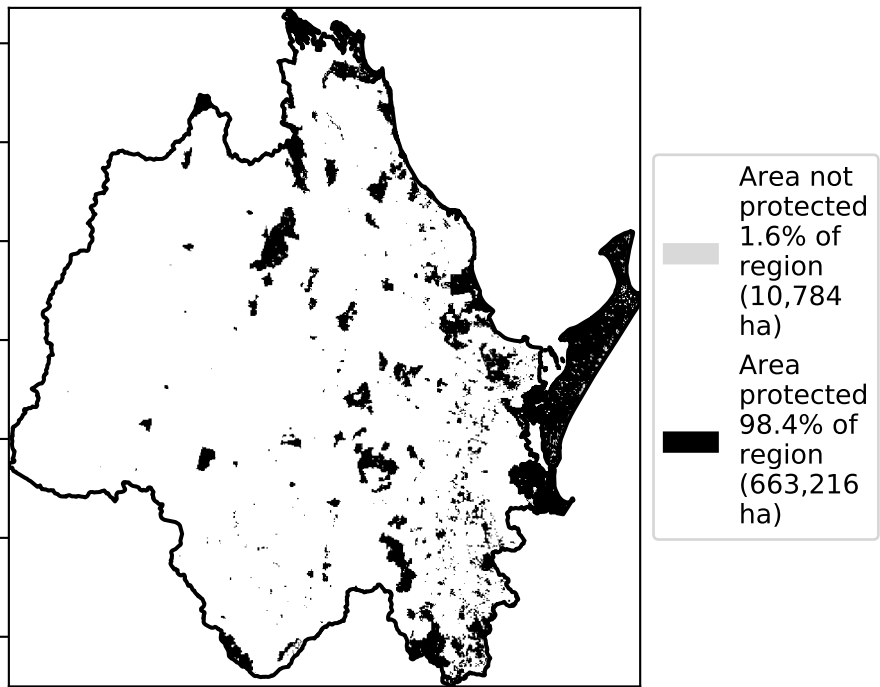 Area not
protected
1.6% of
region
(10,784
ha)
Area
protected
98.4% of
region
(663,216
ha)